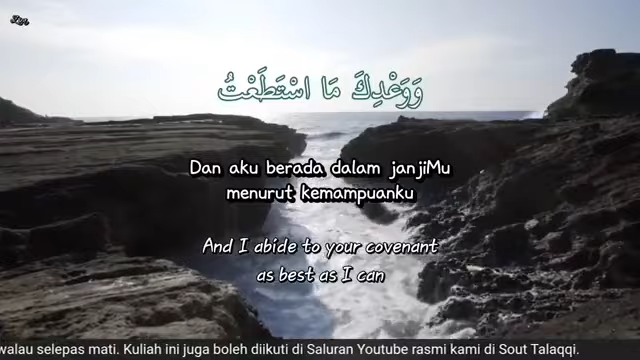 وَوَعْدِكَ مَا اسْتَطَعْتُ
Dan aku berada dalam janjiMu
menurut kemampuanku
And I abide to your covenant
as best as I can
walau selepas mati. Kuliah ini juga boleh diikuti di Saluran Youtube rasmi kami di Sout Talaqqi.